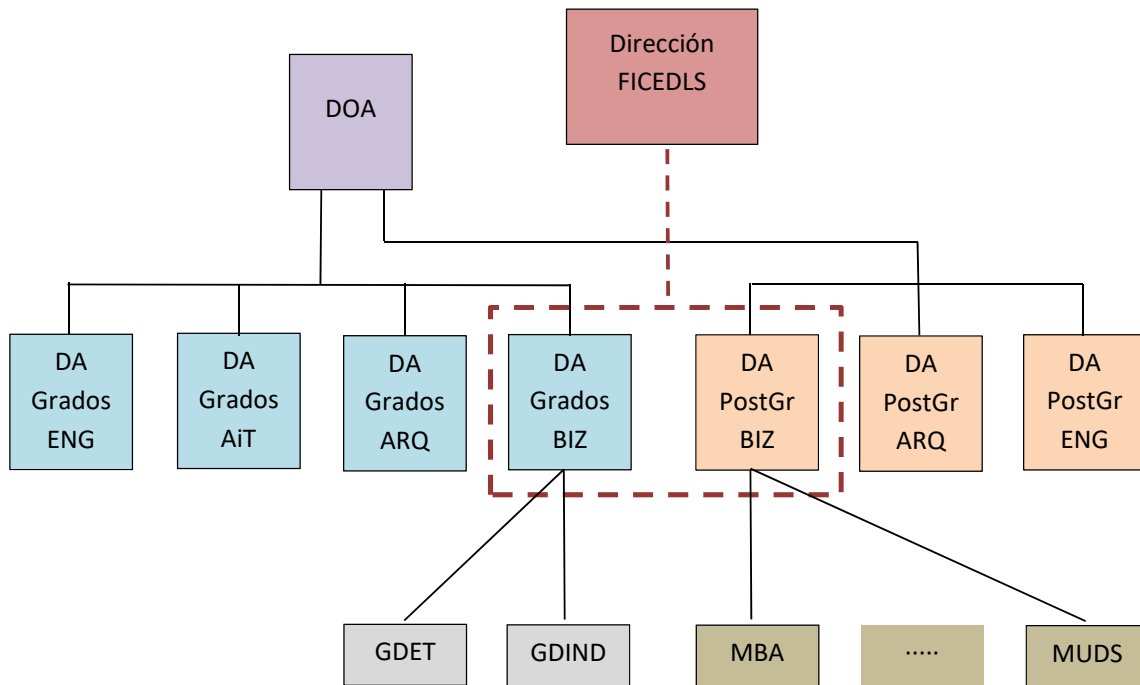 Dirección
FICEDLS
DOA
DA
Grados
ENG
DA
Grados
AiT
DA
Grados
ARQ
DA
Grados
BIZ
DA
PostGr
BIZ
DA
PostGr
ARQ
DA
PostGr
ENG
GDET
GDIND
MBA
.....
MUDS